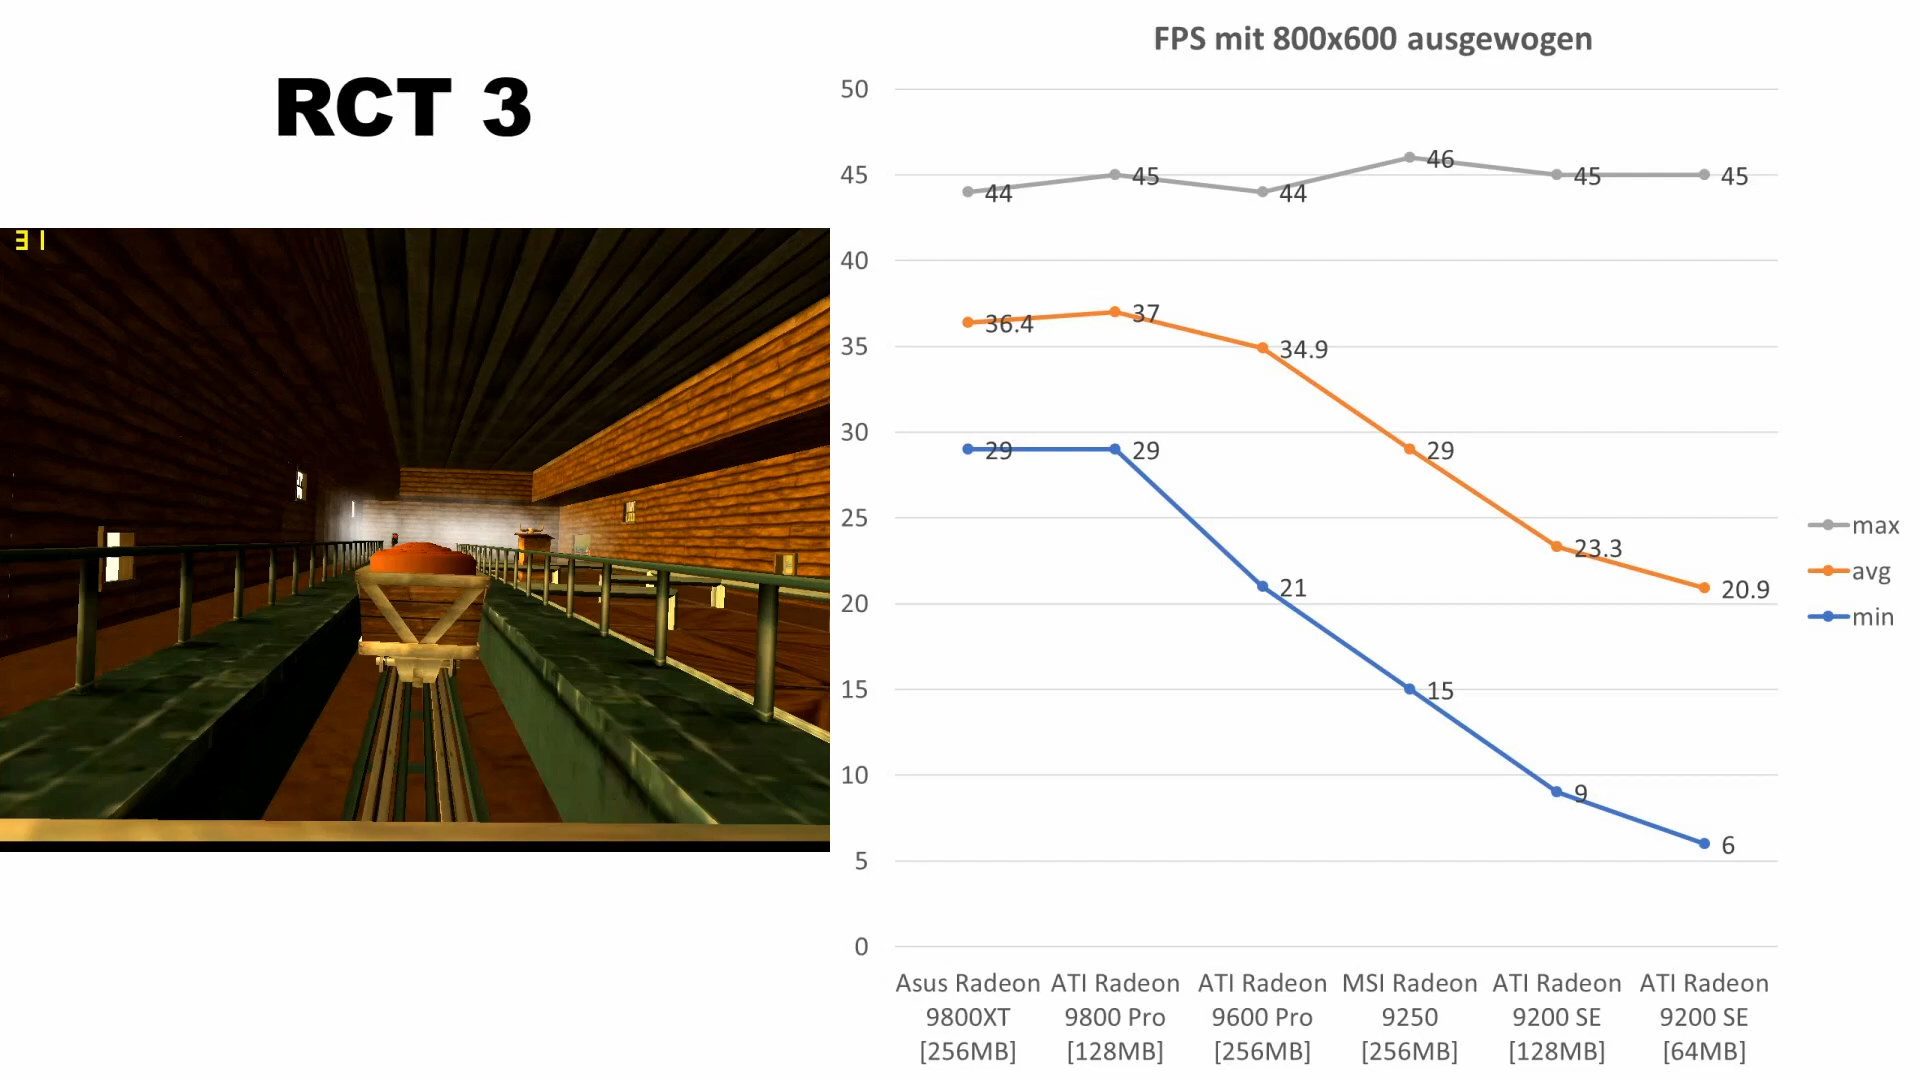 RCT 3
31
FPS mit 800x600 ausgewogen
50
45
40
35
30
25
20
15
10
5
0
44
45
44
46
45
45
36.4
37
34.9
29
23.3
20.9
29
29
21
15
9
6
max
avg
min
Asus Radeon
9800XT
[256MB]
ATI Radeon
9800 Pro
[128MB]
ATI Radeon
9600 Pro
[256MB]
MSI Radeon
9250
[256MB]
ATI Radeon
9200 SE
[128MB]
ATI Radeon
9200 SE
[64MB]